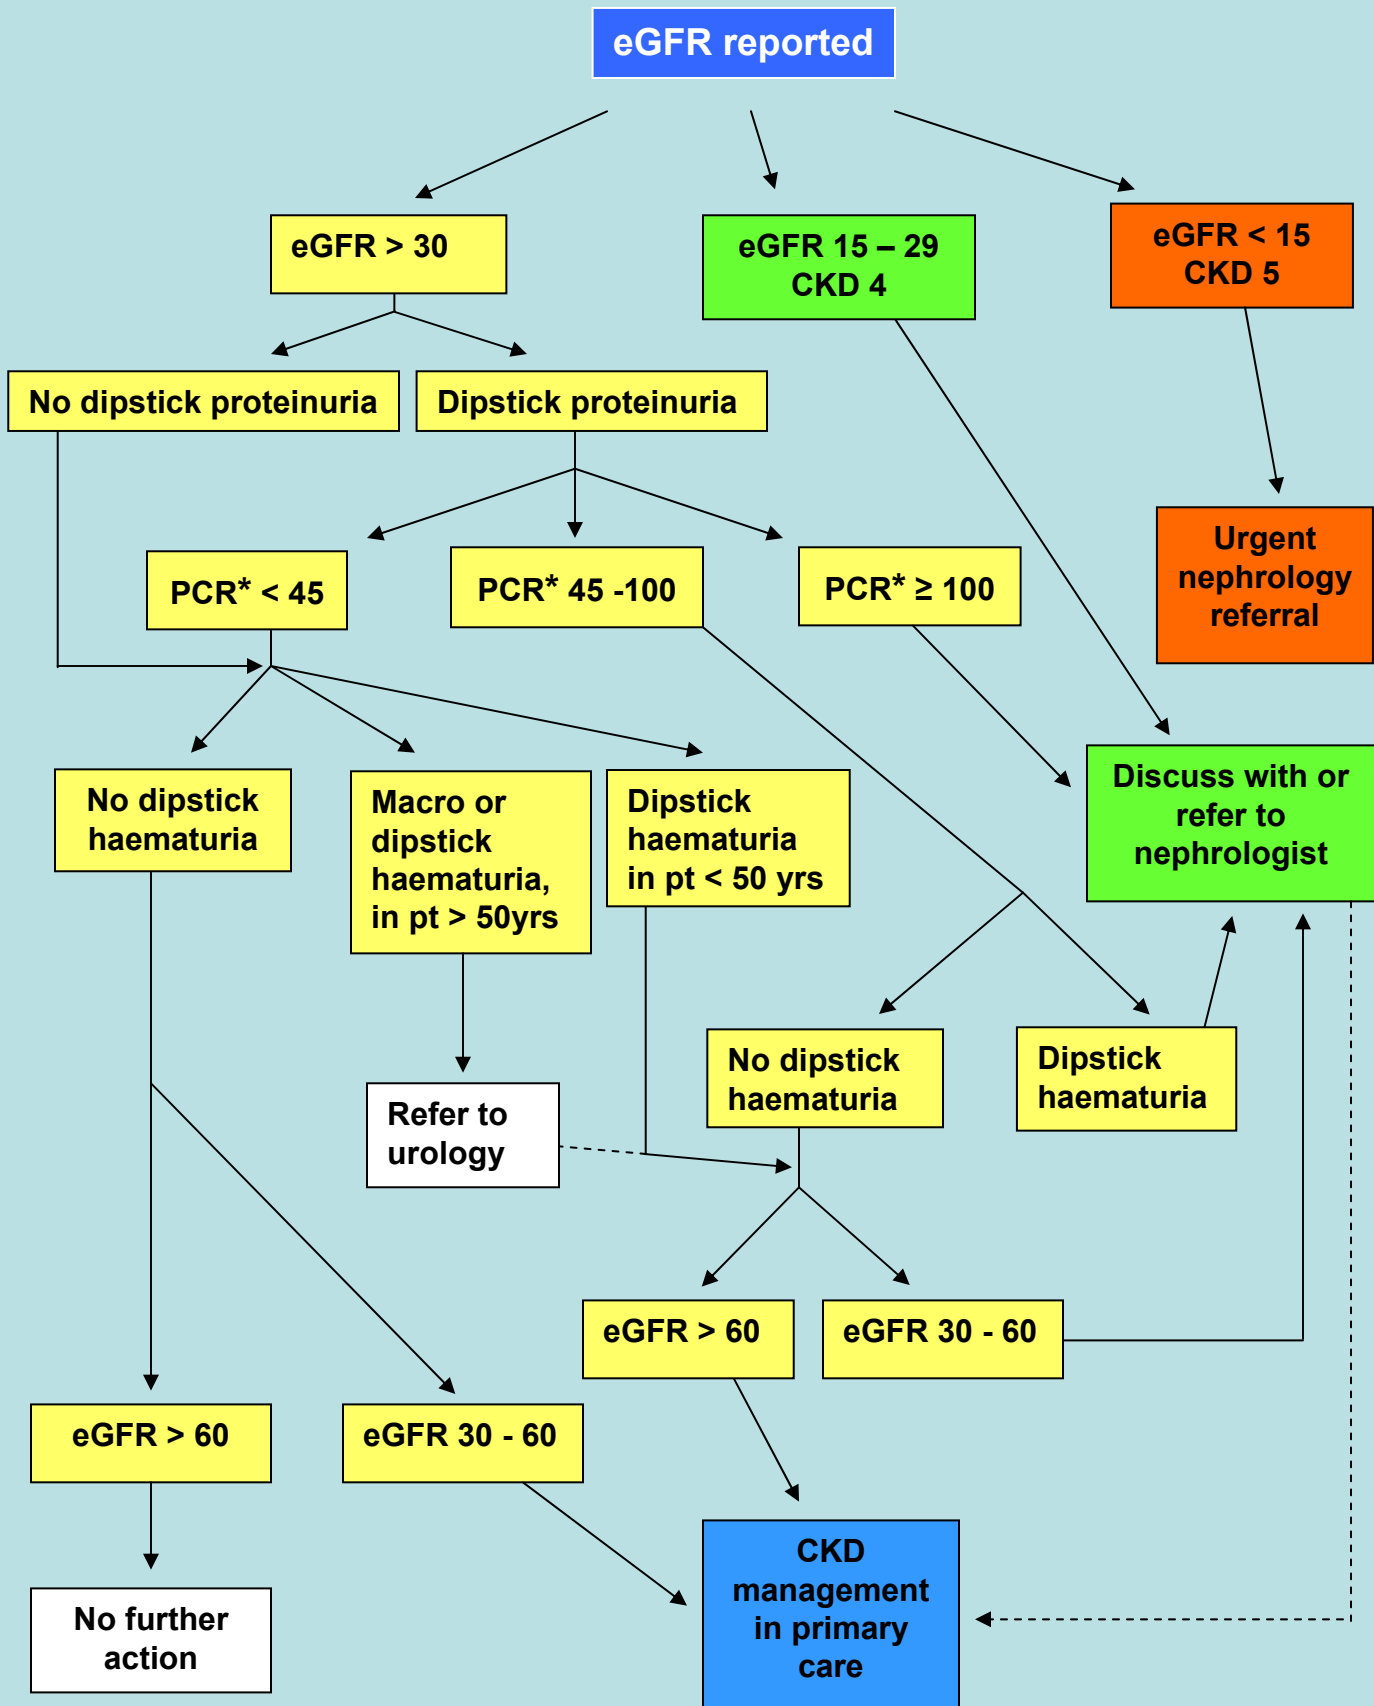 eGFR reported
eGFR > 30
eGFR 15 – 29
CKD 4
eGFR < 15
CKD 5
No dipstick proteinuria
Dipstick proteinuria
PCR* < 45
PCR* 45 -100
PCR* ≥ 100
Urgent
nephrology
referral
No dipstick
haematuria
Macro or
dipstick
haematuria,
in pt > 50yrs
Dipstick
haematuria
in pt < 50 yrs
Discuss with or
refer to
nephrologist
Refer to
urology
No dipstick
haematuria
Dipstick
haematuria
eGFR > 60
eGFR 30 - 60
eGFR > 60
eGFR 30 - 60
No further
action
CKD
management
in primary
care